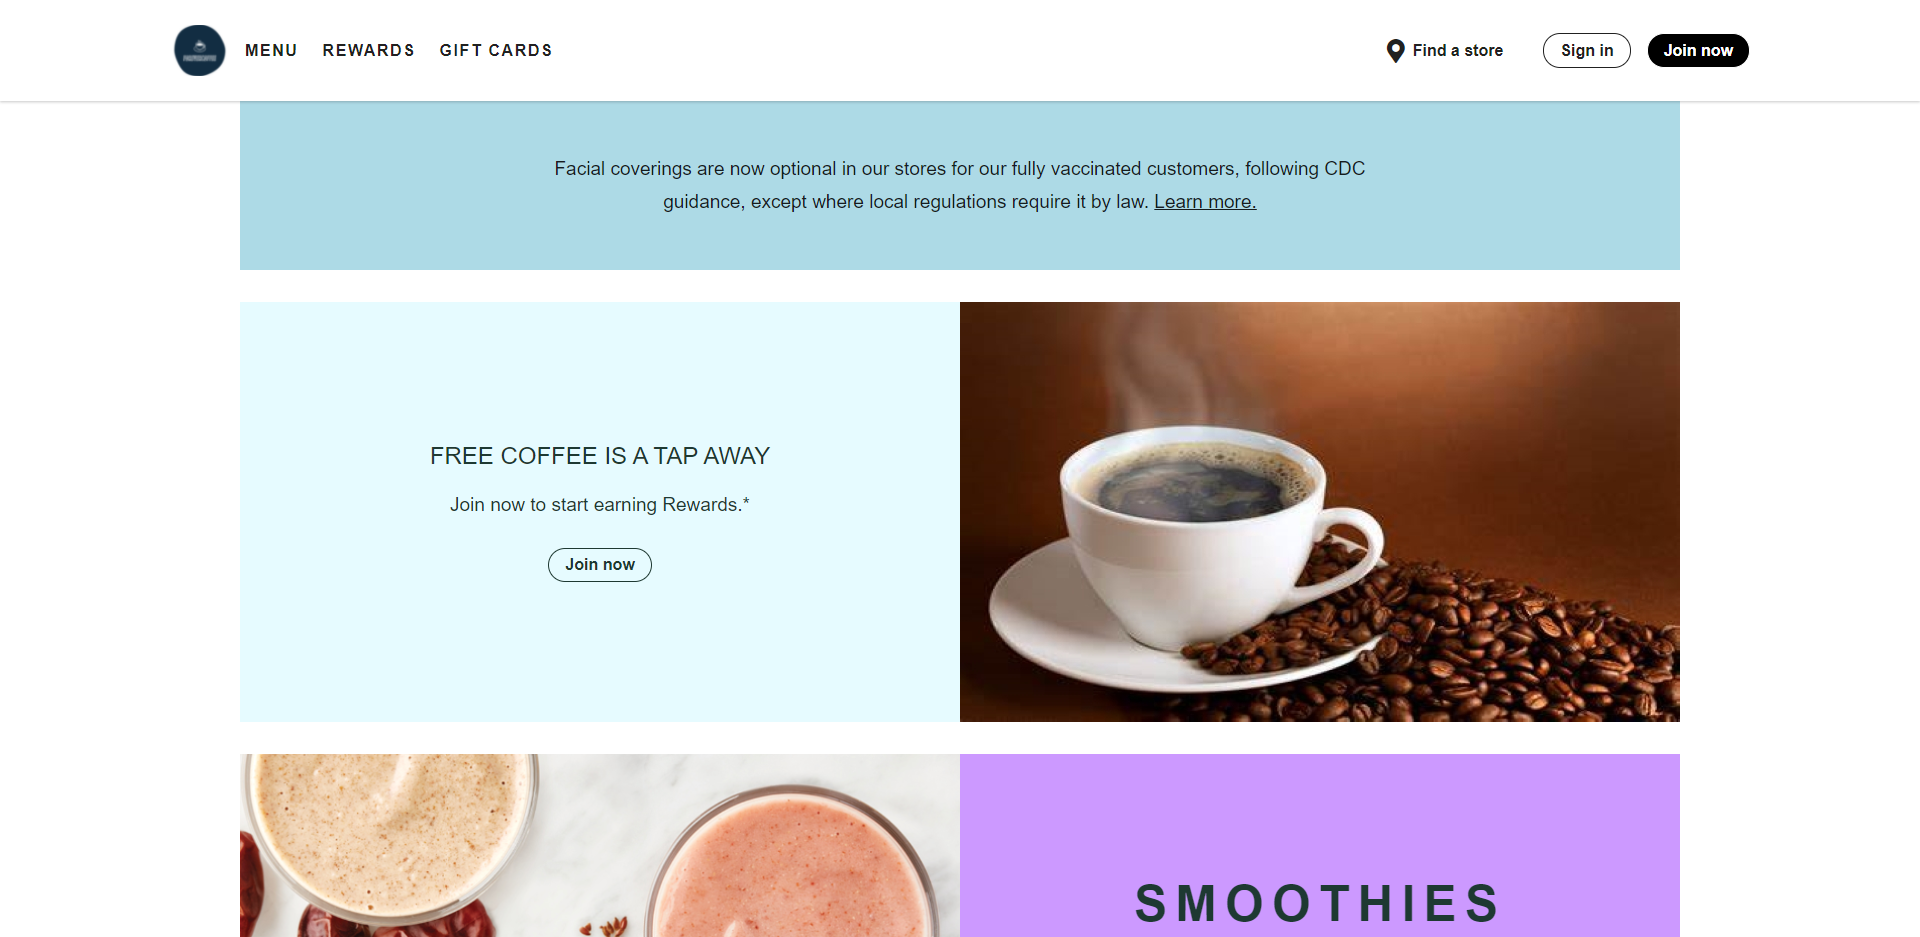 MENU
REWARDS
GIFT CARDS
Find a store
Sign in
Join now
Facial coverings are now optional in our stores for our fully vaccinated customers, following CDC
guidance, except where local regulations require it by law. Learn more.
FREE COFFEE IS A TAP AWAY
Join now to start earning Rewards.*
Join now
SMOOTHIES